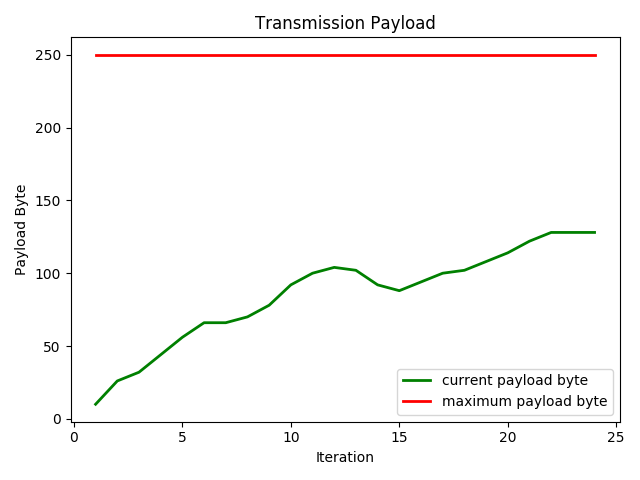 Transmission Payload
250
200
150
100
50
0
Payload Byte
current payload byte
maximum payload byte
0 5 10 15 20 25
Iteration